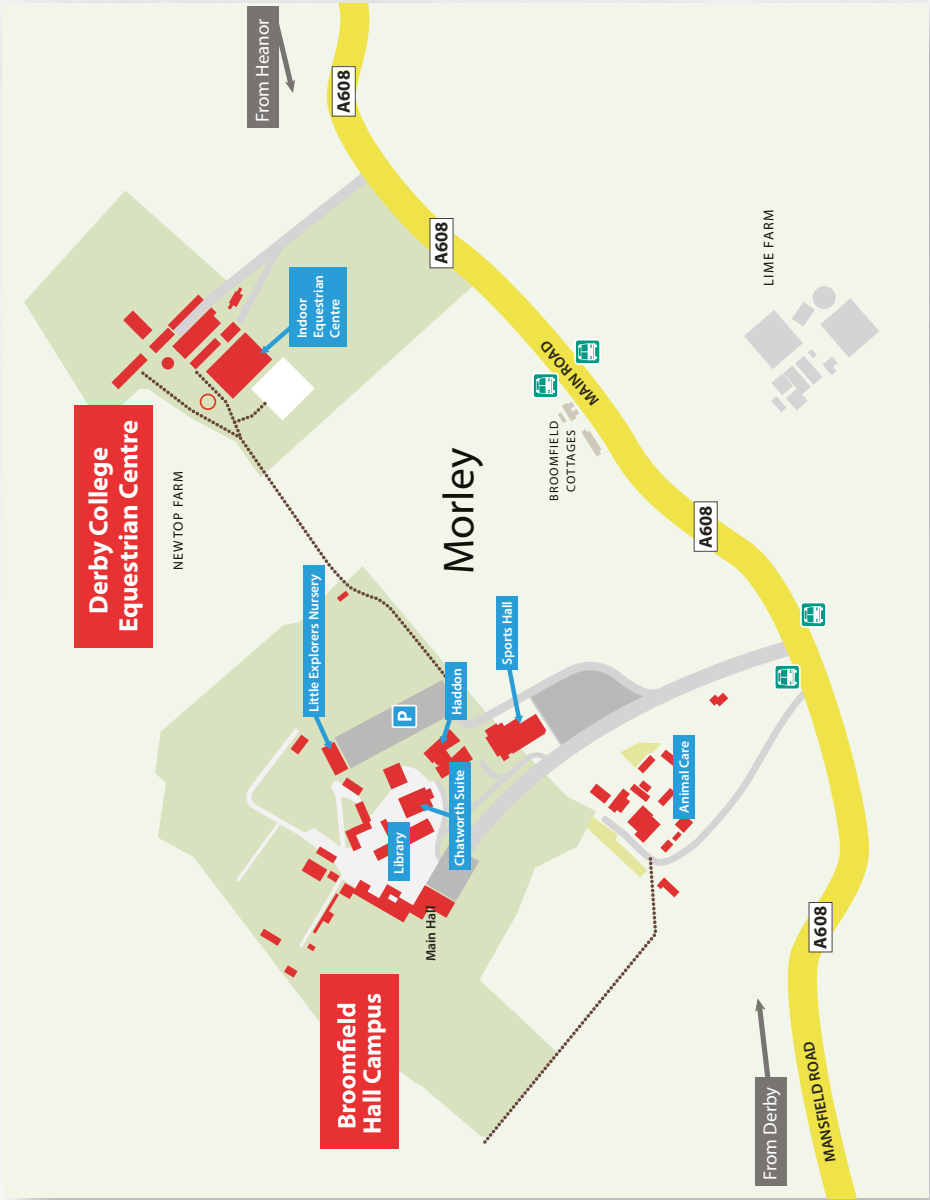 From Heanor
A608
A608
Indoor
Equestrian
Centre
LIME FARM
MAIN ROAD
Derby College
Equestrian Centre
NEWTOP FARM
Morley
BROOMFIELD
COTTAGES
A608
Little Explorers Nursery
Sports Hall
Haddon
P
Chatworth Suite
Library
Animal Care
Main Hall
Broomfield
Hall Campus
A608
MANSFIELD ROAD
From Derby